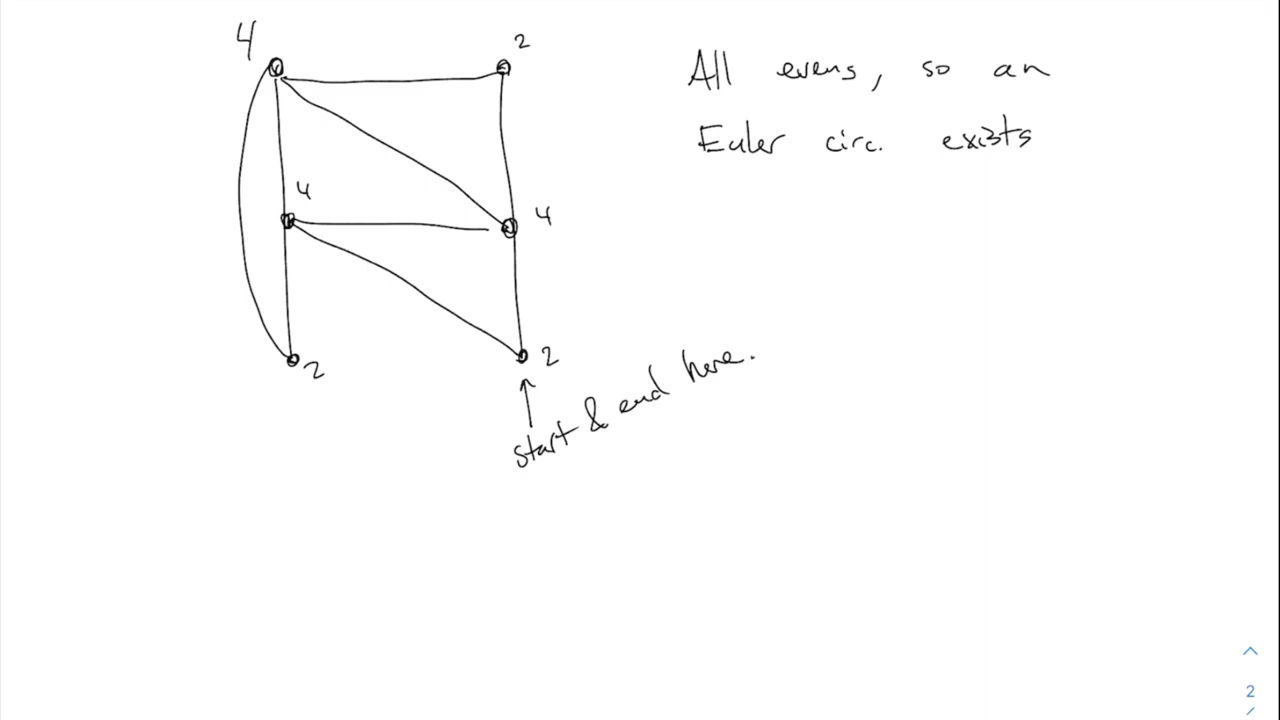 4
2
All evens, so an
Euler circ. exists
4
4
2
2
start & end here.
2